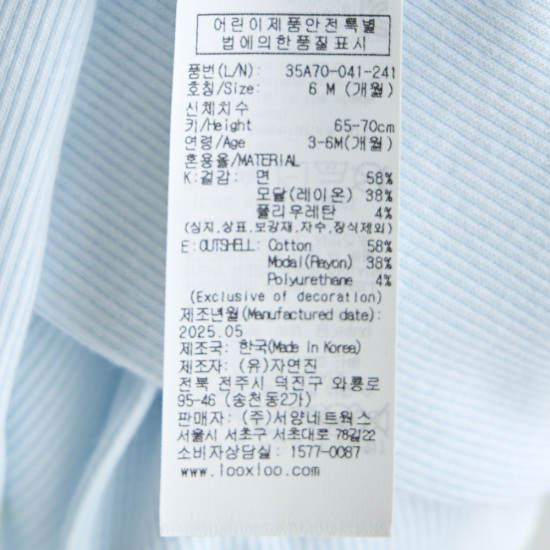 어린이제품안전특별
법에의한품질표시
품번(L/N): 35A70-041-241
호칭/Size: 6 M (개월)
신체치수
키/Height 65-70cm
연령/Age 3-6M(개월)
혼용율/MATERIAL
K:겉감: 면 58%
모달(레이온) 38%
폴리우레탄 4%
(심지,상표,보강재,자수,장식제외)
E:OUTSHELL: Cotton 58%
Modal(Rayon) 38%
Polyurethane 4%
(Exclusive of decoration)
제조년월(Manufactured date):
2025.05
제조국: 한국(Made In Korea)
제조자: (유)자연진
전북 전주시 덕진구 와룡로
95-46 (송천동2가)
판매자: (주)서양네트웍스
서울시 서초구 서초대로 78길22
소비자상담실: 1577-0087
www.looxloo.com